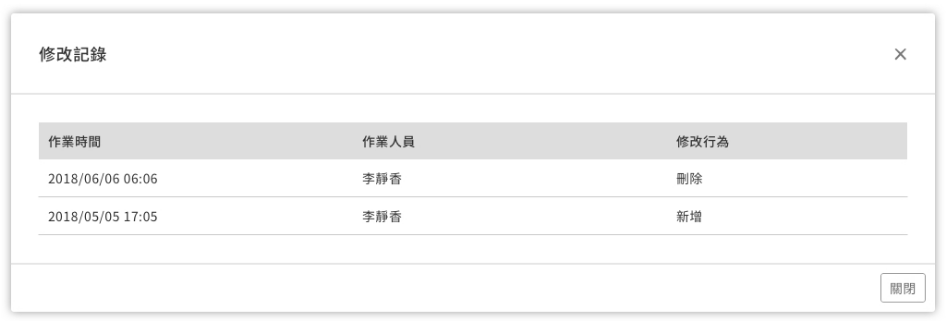 修改記錄
作業時間 作業人員 修改行為
2018/06/06 06:06 李靜香 刪除
2018/05/05 17:05 李靜香 新增
關閉